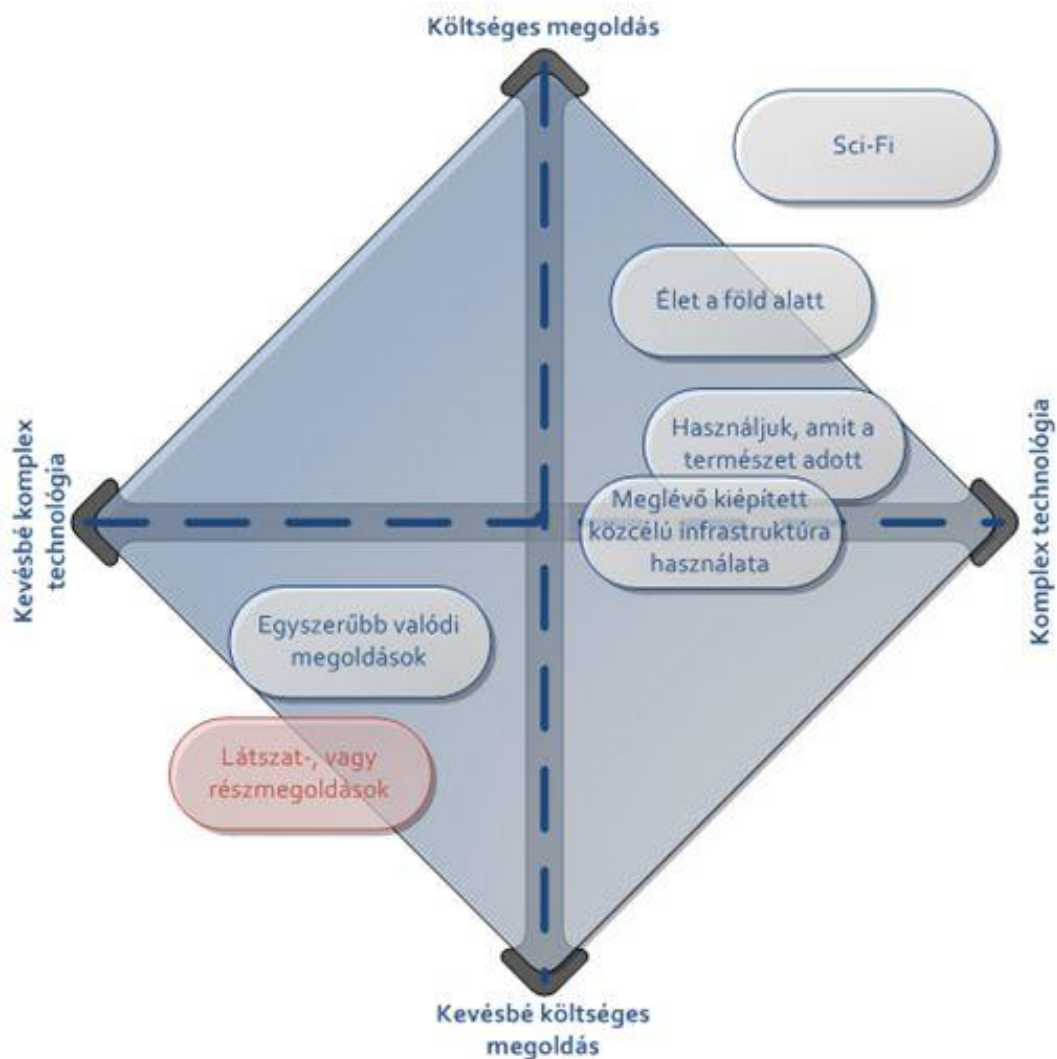 Költséges megoldás
Sci-Fi
Élet a föld alatt
Használjuk, amit a
természet adott
Meglévő kiépített
közcélú infrastruktúra
használata
Kevésbé komplex
technológia
Komplex technológia
Egyszerűbb valódi
megoldások
Látszat-, vagy
részmegoldások
Kevésbé költséges
megoldás